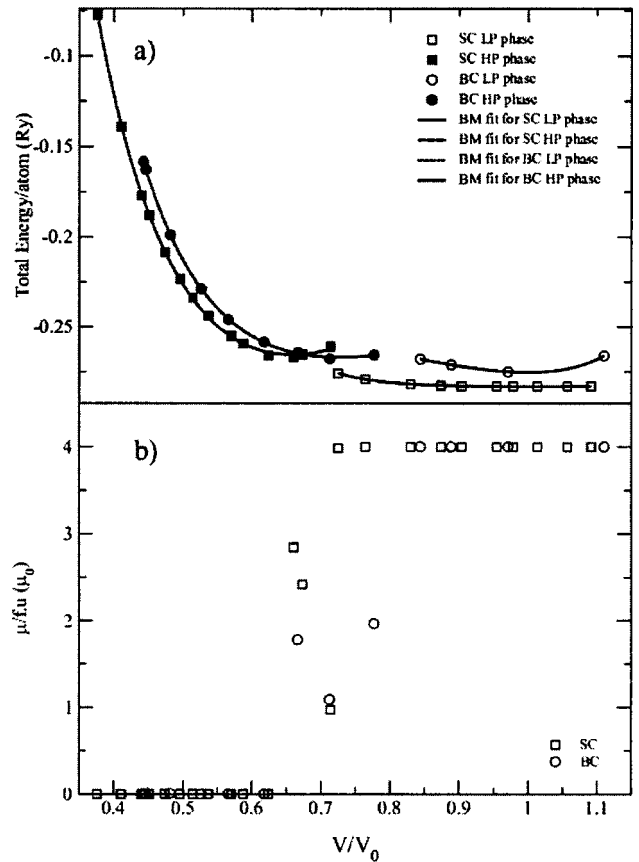 a)
SC LP phase
SC HP phase
BC LP phase
BC HP phase
BM fit for SC LP phase
BM fit for SC HP phase
BM fit for BC LP phase
BM fit for BC HP phase
Total Energy/atom (Ry)
-0.1
-0.15
-0.2
-0.25
b)
μ/f.u (μ₀)
4
3
2
1
0
SC
BC
0.4 0.5 0.6 0.7 0.8 0.9 1 1.1
V/V₀